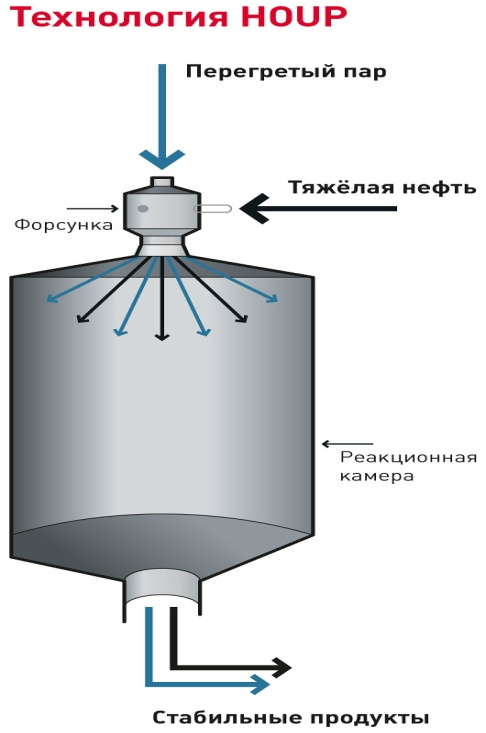 Технология HOUP
Перегретый пар
Тяжёлая нефть
Форсунка
Реакционная
камера
Стабильные продукты